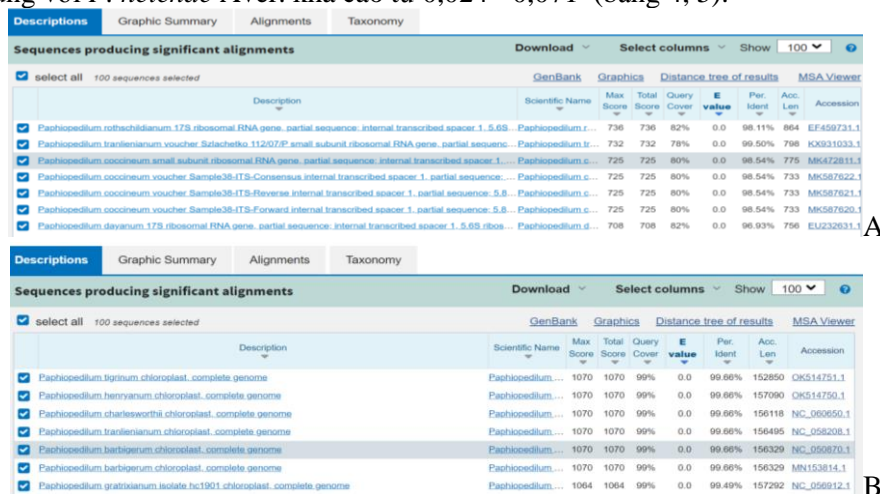 P. helenae Aver. khá cao từ 0,024 - 0,071 (bảng 4, 5).
Descriptions Graphic Summary Alignments Taxonomy
Sequences producing significant alignments Download Select columns Show 100
select all 100 sequences selected GenBank Graphics Distance tree of results MSA Viewer
Description Scientific Name Max Score Total Score Query Cover E value Per. Ident Acc. Len Accession
Paphiopedilum rothschildianum 17S ribosomal RNA gene, partial sequence; internal transcribed spacer 1, 5.6S... Paphiopedilum r... 736 736 82% 0.0 98.11% 864 EF459731.1
Paphiopedilum tranlienianum voucher Szlachetko 112/07/P small subunit ribosomal RNA gene, partial sequenc... Paphiopedilum tr... 732 732 78% 0.0 99.50% 798 KX931033.1
Paphiopedilum coccineum small subunit ribosomal RNA gene, partial sequence; internal transcribed spacer 1,... Paphiopedilum c... 725 725 80% 0.0 98.54% 775 MK472811.1
Paphiopedilum coccineum voucher Sample38-ITS-Consensus internal transcribed spacer 1, partial sequence; ... Paphiopedilum c... 725 725 80% 0.0 98.54% 733 MK587622.1
Paphiopedilum coccineum voucher Sample38-ITS-Reverse internal transcribed spacer 1, partial sequence; 5.8... Paphiopedilum c... 725 725 80% 0.0 98.54% 733 MK587621.1
Paphiopedilum coccineum voucher Sample38-ITS-Forward internal transcribed spacer 1, partial sequence; 5.8... Paphiopedilum c... 725 725 80% 0.0 98.54% 733 MK587620.1
Paphiopedilum dayanum 17S ribosomal RNA gene, partial sequence; internal transcribed spacer 1, 5.6S ribos... Paphiopedilum d... 708 708 82% 0.0 96.93% 756 EU232631.1
A
Descriptions Graphic Summary Alignments Taxonomy
Sequences producing significant alignments Download Select columns Show 100
select all 100 sequences selected GenBank Graphics Distance tree of results MSA Viewer
Description Scientific Name Max Score Total Score Query Cover E value Per. Ident Acc. Len Accession
Paphiopedilum tigrinum chloroplast, complete genome Paphiopedilum ... 1070 1070 99% 0.0 99.66% 152850 OK514751.1
Paphiopedilum henryanum chloroplast, complete genome Paphiopedilum ... 1070 1070 99% 0.0 99.66% 157090 OK514750.1
Paphiopedilum charlesworthii chloroplast, complete genome Paphiopedilum ... 1070 1070 99% 0.0 99.66% 156118 NC_060650.1
Paphiopedilum tranlienianum chloroplast, complete genome Paphiopedilum ... 1070 1070 99% 0.0 99.66% 156495 NC_058208.1
Paphiopedilum barbigerum chloroplast, complete genome Paphiopedilum ... 1070 1070 99% 0.0 99.66% 156329 NC_050870.1
Paphiopedilum barbigerum chloroplast, complete genome Paphiopedilum ... 1070 1070 99% 0.0 99.66% 156329 MN153814.1
Paphiopedilum gratrixianum isolate hc1901 chloroplast, complete genome Paphiopedilum ... 1064 1064 99% 0.0 99.49% 157292 NC_056912.1
B